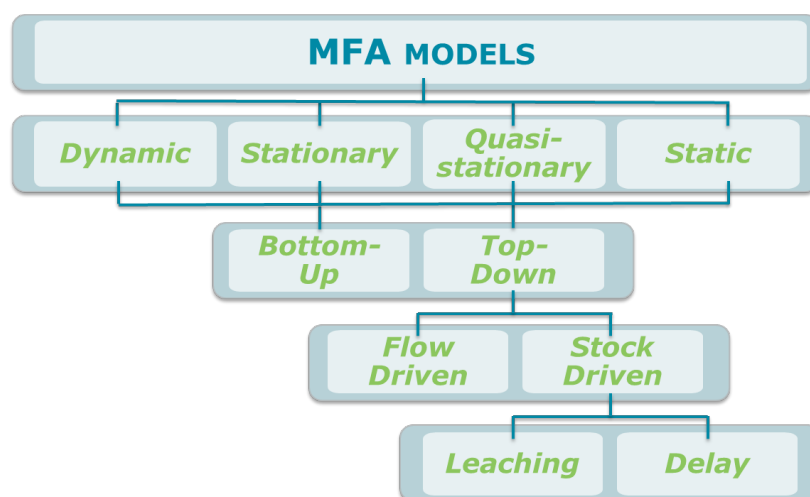 MFA MODELS
Dynamic
Stationary
Quasi-
stationary
Static
Bottom-
Up
Top-
Down
Flow
Driven
Stock
Driven
Leaching
Delay